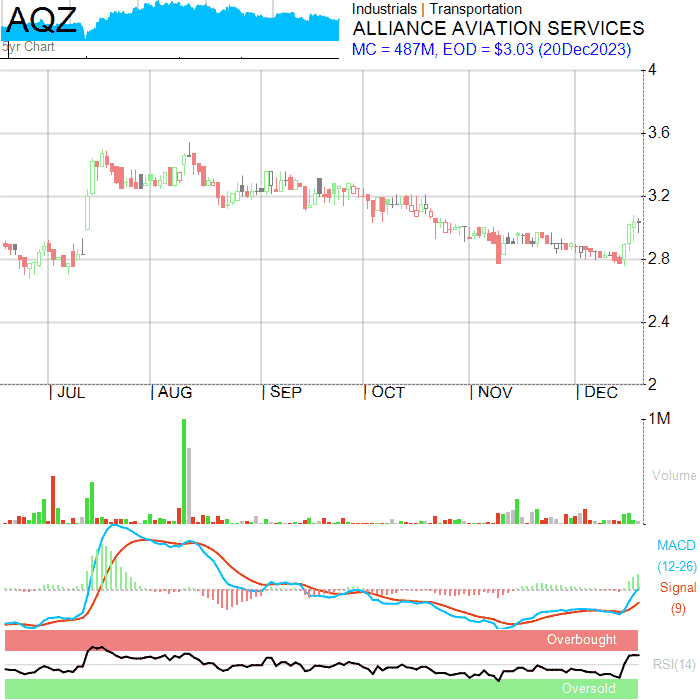 AQZ
5yr Chart
Industrials | Transportation
ALLIANCE AVIATION SERVICES
MC = 487M, EOD = $3.03 (20Dec2023)
4
3.6
3.2
2.8
2.4
2
JUL AUG SEP OCT NOV DEC
1M
Volume
MACD
(12-26)
Signal
(9)
Overbought
RSI(14)
Oversold